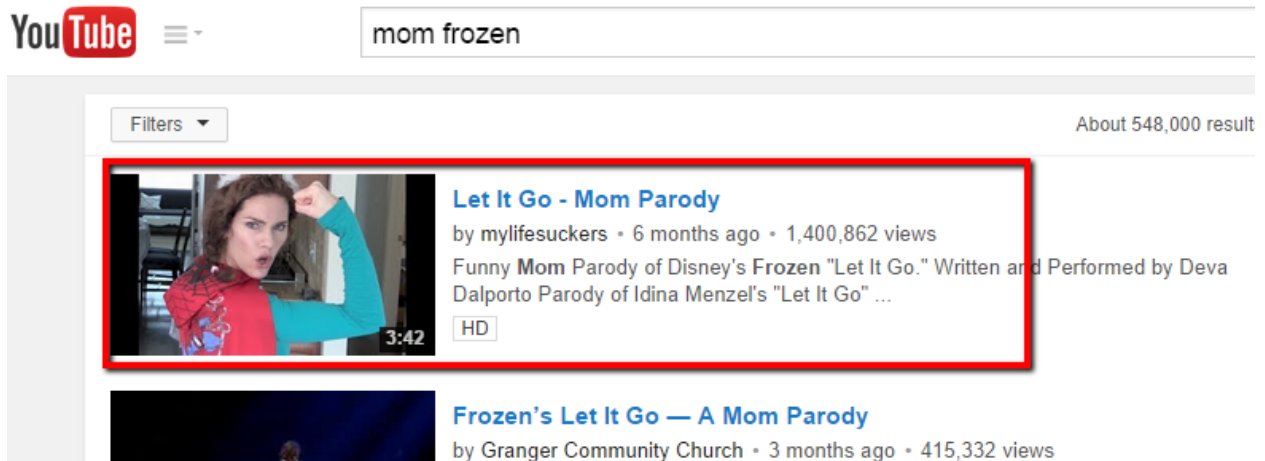 YouTube
mom frozen
Filters
About 548,000 result
Let It Go - Mom Parody
by mylifesuckers • 6 months ago • 1,400,862 views
Funny Mom Parody of Disney's Frozen "Let It Go." Written and Performed by Deva
Dalporto Parody of Idina Menzel's "Let It Go" ...
HD
3:42
Frozen’s Let It Go — A Mom Parody
by Granger Community Church • 3 months ago • 415,332 views